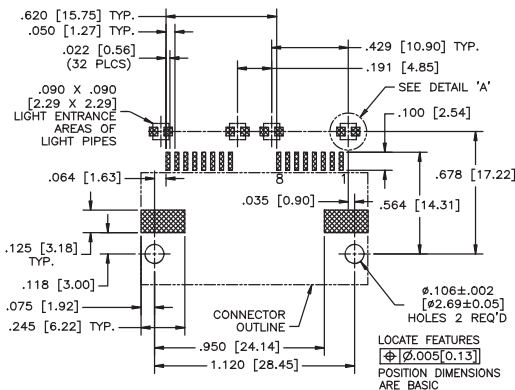 .620 [15.75] TYP.
.050 [1.27] TYP.
.022 [0.56]
(32 PLCS)
.429 [10.90] TYP.
.191 [4.85]
.090 X .090
[2.29 X 2.29]
LIGHT ENTRANCE
AREAS OF
LIGHT PIPES
SEE DETAIL 'A'
.100 [2.54]
8
1
.064 [1.63]
.678 [17.22]
.035 [0.90]
.564 [14.31]
.125 [3.18]
TYP.
.118 [3.00]
.075 [1.92]
.245 [6.22] TYP.
CONNECTOR
OUTLINE
ø.106±.002
[ø2.69±0.05]
HOLES 2 REQ'D
.950 [24.14]
1.120 [28.45]
LOCATE FEATURES
⌖ Ø.005[0.13]
POSITION DIMENSIONS
ARE BASIC